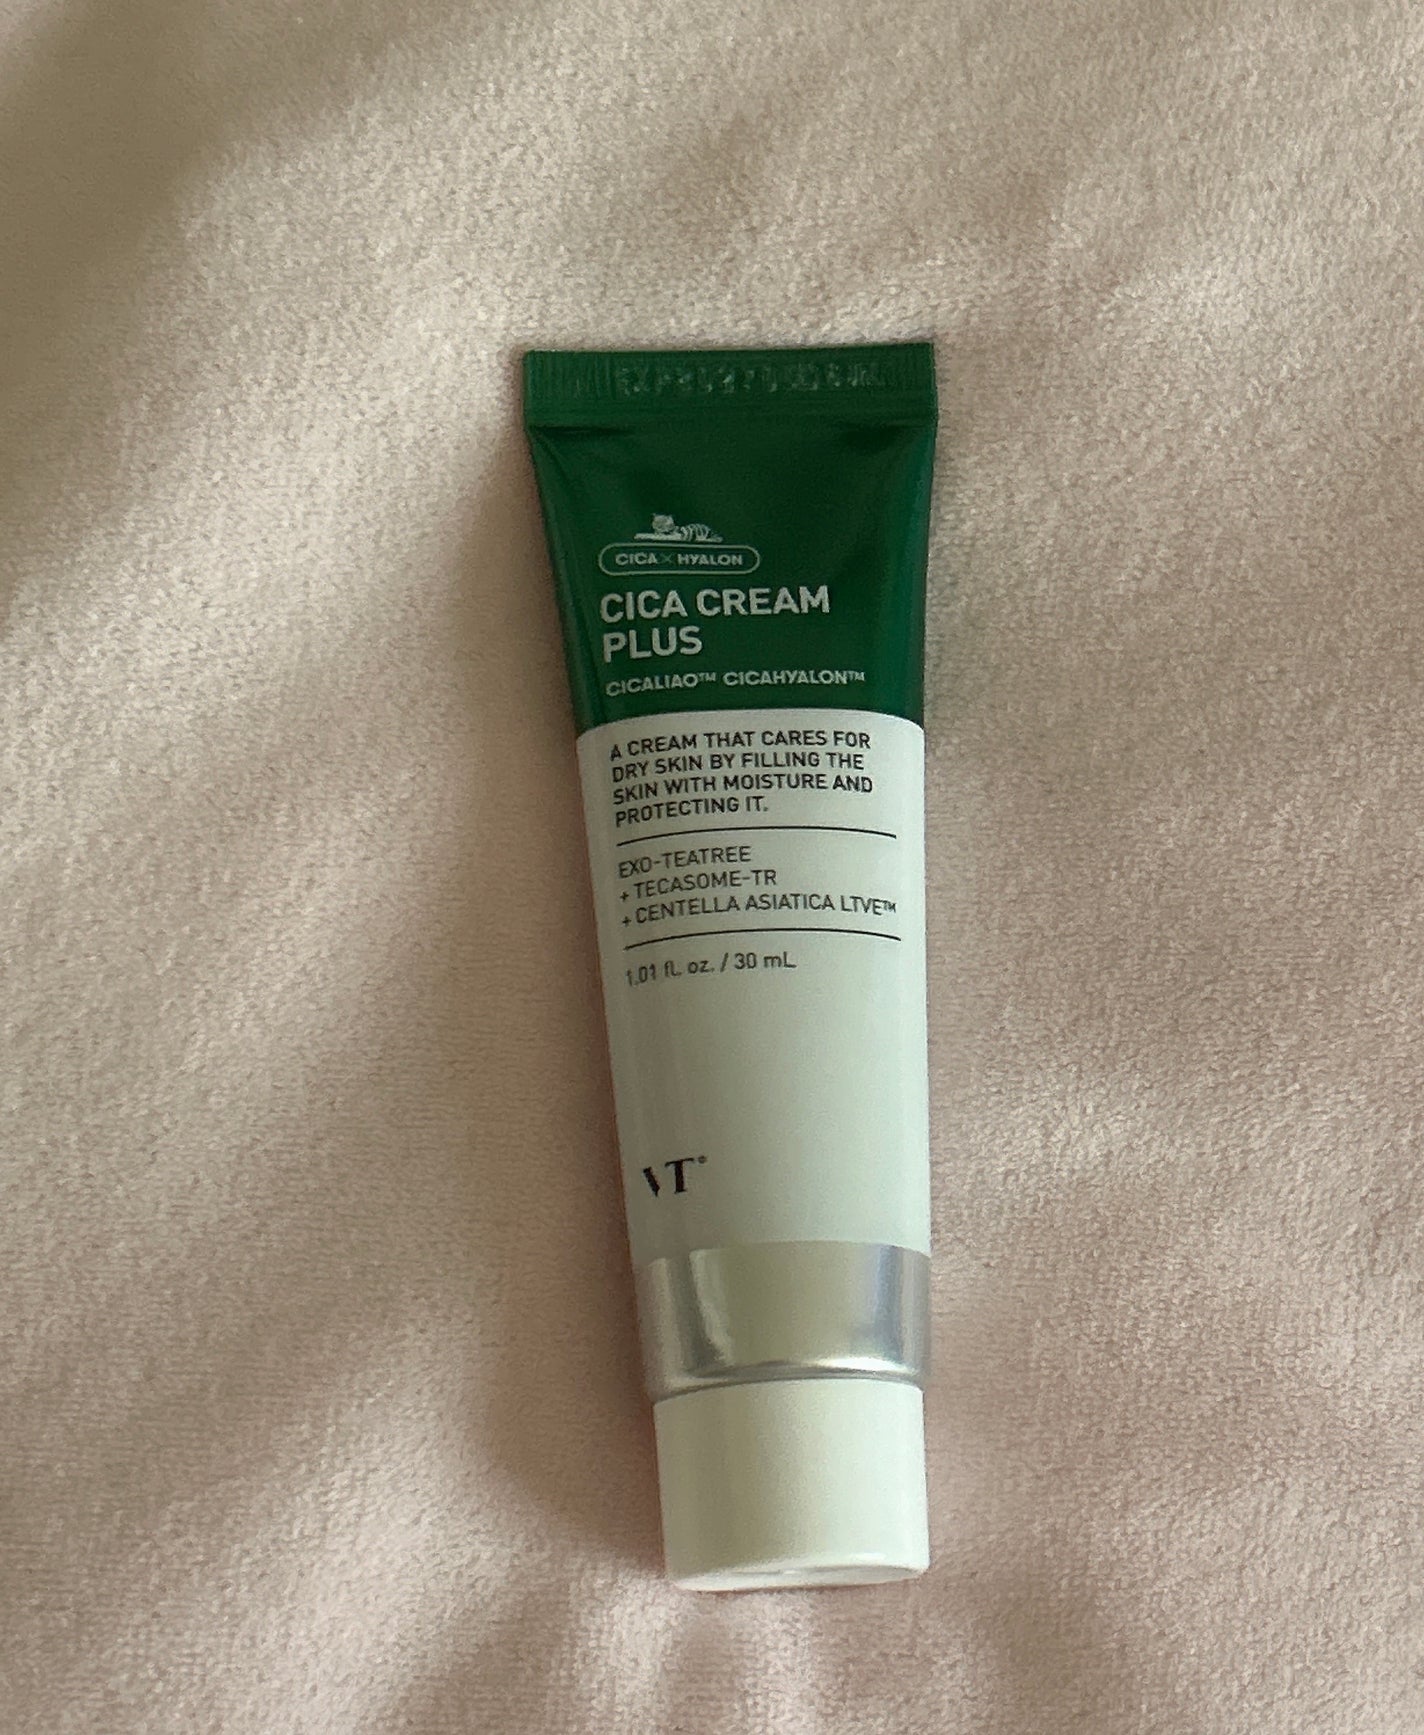 CICA × HYALON
CICA CREAM
PLUS
CICALIAO™ CICAHYALON™
A CREAM THAT CARES FOR
DRY SKIN BY FILLING THE
SKIN WITH MOISTURE AND
PROTECTING IT.
EXO-TEATREE
+ TECASOME-TR
+ CENTELLA ASIATICA LTVE™
1.01 fl. oz. / 30 mL
VT®